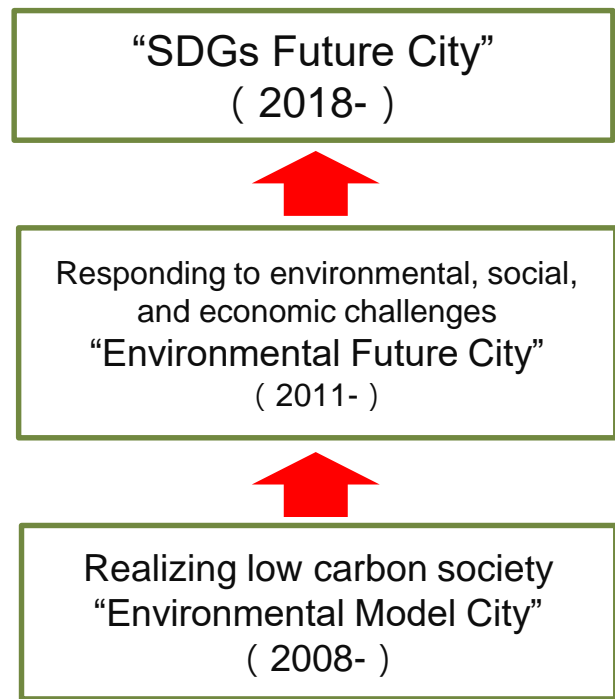 “SDGs Future City”
( 2018- )
Responding to environmental, social,
and economic challenges
“Environmental Future City”
( 2011- )
Realizing low carbon society
“Environmental Model City”
( 2008- )